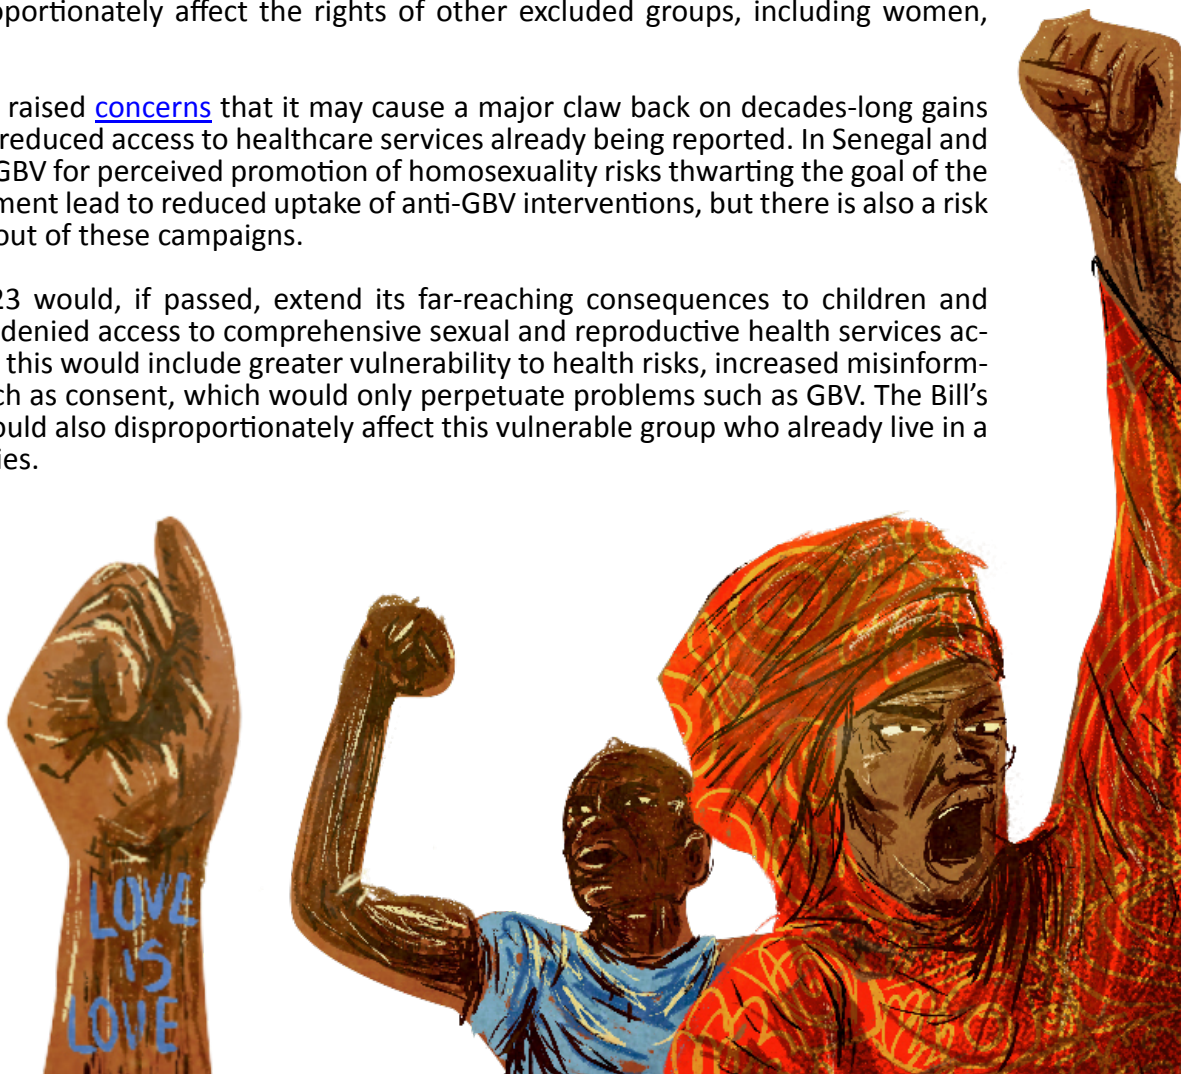 portionately affect the rights of other excluded groups, including women,
raised concerns that it may cause a major claw back on decades-long gains
reduced access to healthcare services already being reported. In Senegal and
GBV for perceived promotion of homosexuality risks thwarting the goal of the
ment lead to reduced uptake of anti-GBV interventions, but there is also a risk
out of these campaigns.
23 would, if passed, extend its far-reaching consequences to children and
denied access to comprehensive sexual and reproductive health services ac-
this would include greater vulnerability to health risks, increased misinform-
ch as consent, which would only perpetuate problems such as GBV. The Bill’s
ould also disproportionately affect this vulnerable group who already live in a
ies.
LOVE
IS
LOVE